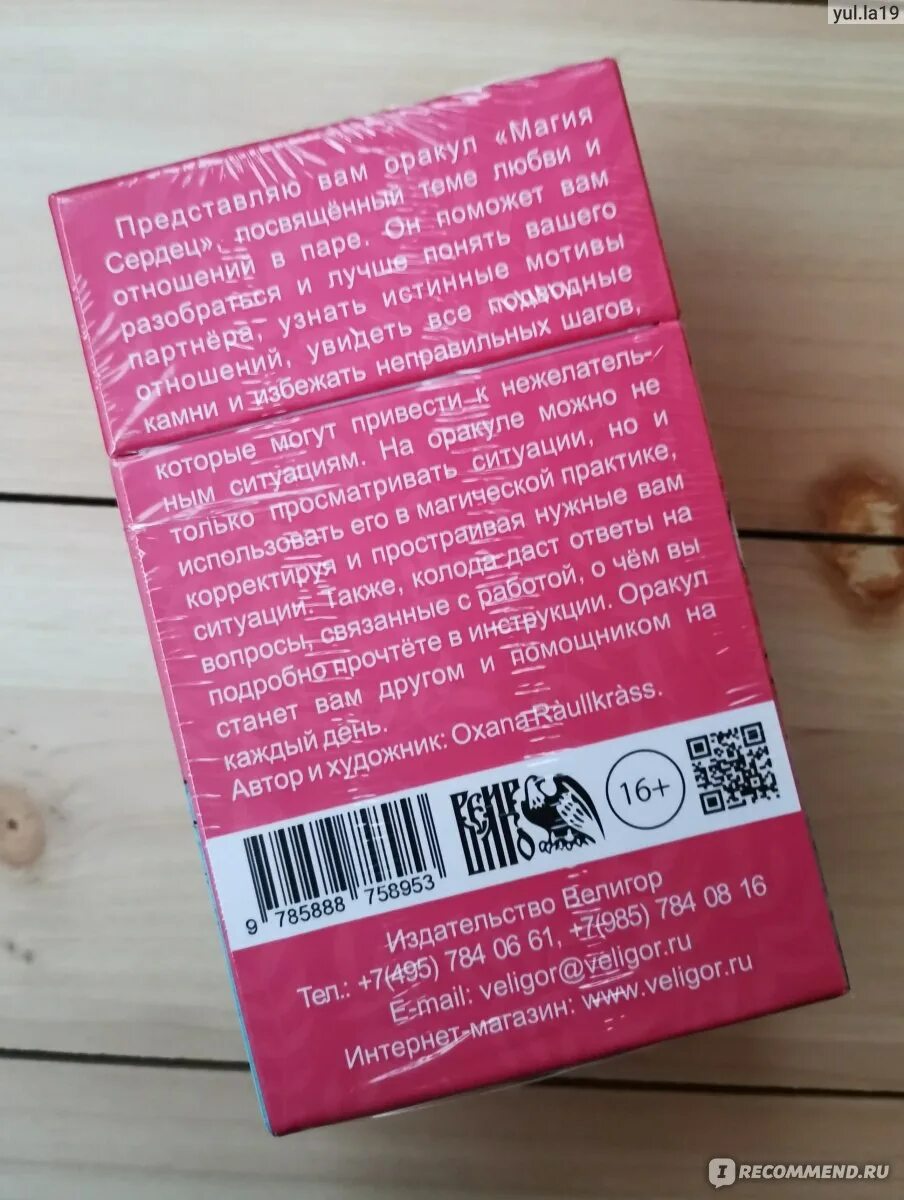 yul.la19
Представляю вам оракул «Магия
Сердец», посвящённый теме любви и
отношений в паре. Он поможет вам
разобраться и лучше понять вашего
партнёра, узнать истинные мотивы
отношений, увидеть все подводные
камни и избежать неправильных шагов,
которые могут привести к нежелатель-
ным ситуациям. На оракуле можно не
только просматривать ситуации, но и
использовать его в магической практике,
корректируя и простраивая нужные вам
ситуации. Также, колода даст ответы на
вопросы, связанные с работой, о чём вы
подробно прочтёте в инструкции. Оракул
станет вам другом и помощником на
каждый день.
Автор и художник: Oxana Ràullkràss.
16+
9 785888 758953
Издательство Велигор
Тел.: +7(495) 784 06 61, +7(985) 784 08 16
E-mail: veligor@veligor.ru
Интернет-магазин: www.veligor.ru
IRECOMMEND.RU